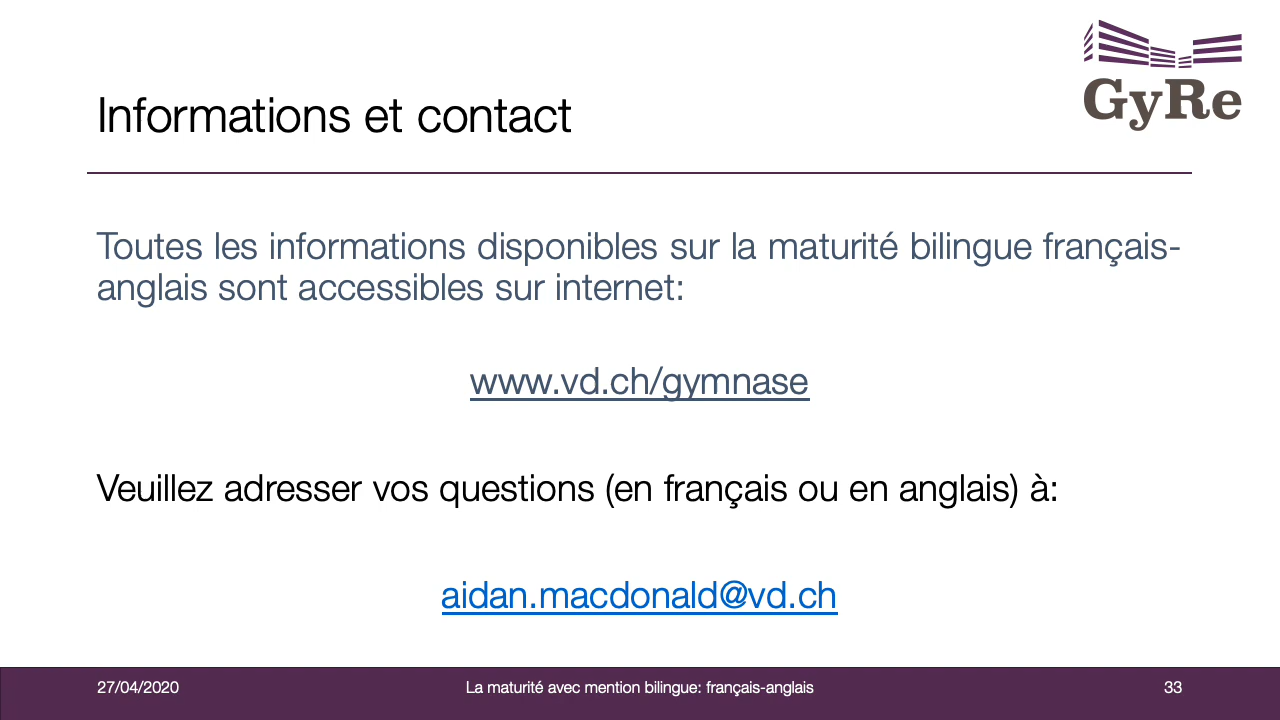 GyRe
Informations et contact
Toutes les informations disponibles sur la maturité bilingue français-
anglais sont accessibles sur internet:
www.vd.ch/gymnase
Veuillez adresser vos questions (en français ou en anglais) à:
aidan.macdonald@vd.ch
27/04/2020
La maturité avec mention bilingue: français-anglais
33